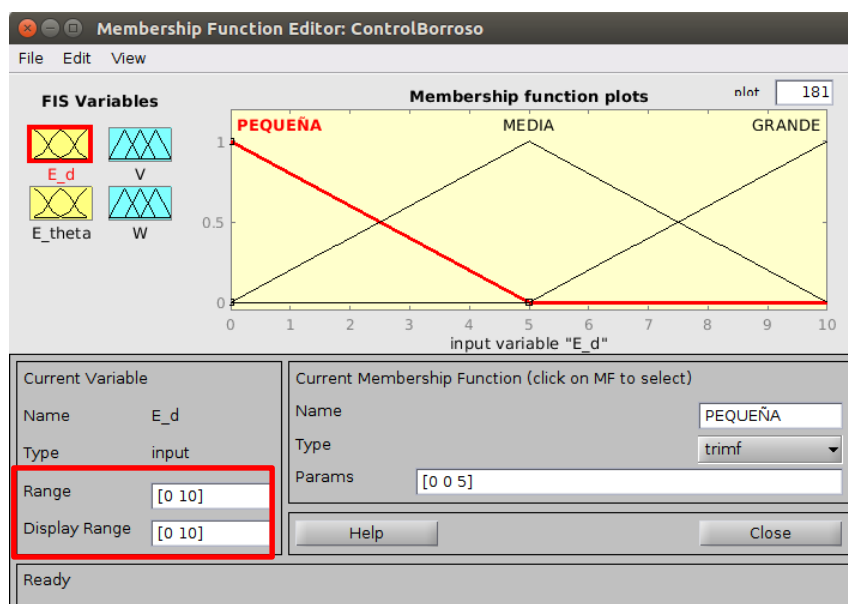 Membership Function Editor: ControlBorroso
File Edit View
FIS Variables
E_d
V
E_theta
W
Membership function plots
plot 181
PEQUEÑA MEDIA GRANDE
1
0.5
0
0 1 2 3 4 5 6 7 8 9 10
input variable "E_d"
Current Variable
Name E_d
Type input
Range [0 10]
Display Range [0 10]
Current Membership Function (click on MF to select)
Name PEQUEÑA
Type trimf
Params [0 0 5]
Help Close
Ready